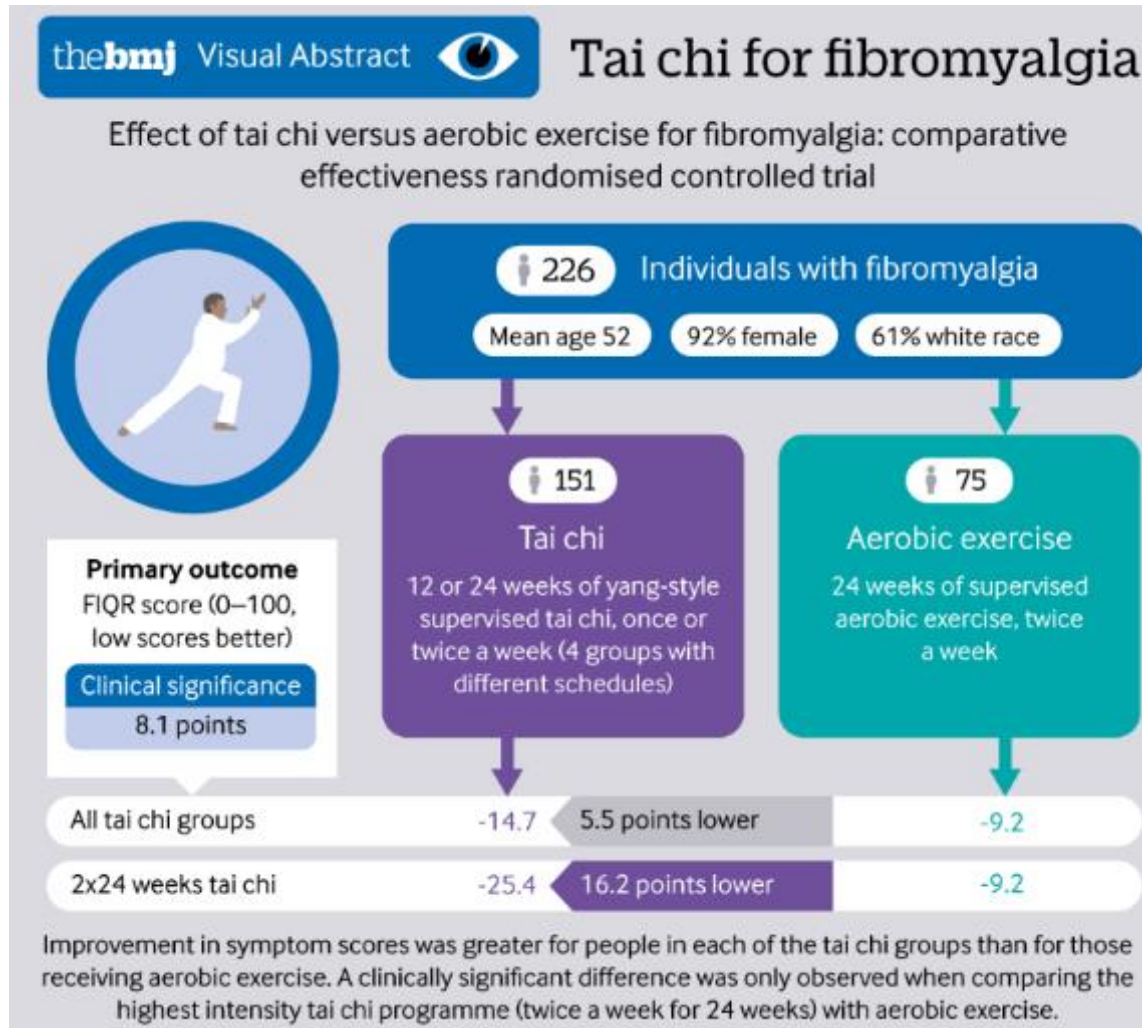 thebmj Visual Abstract
Tai chi for fibromyalgia
Effect of tai chi versus aerobic exercise for fibromyalgia: comparative
effectiveness randomised controlled trial
226 Individuals with fibromyalgia
Mean age 52 92% female 61% white race
151
Tai chi
12 or 24 weeks of yang-style
supervised tai chi, once or
twice a week (4 groups with
different schedules)
75
Aerobic exercise
24 weeks of supervised
aerobic exercise, twice
a week
Primary outcome
FIQR score (0–100,
low scores better)
Clinical significance
8.1 points
All tai chi groups -14.7 5.5 points lower -9.2
2x24 weeks tai chi -25.4 16.2 points lower -9.2
Improvement in symptom scores was greater for people in each of the tai chi groups than for those
receiving aerobic exercise. A clinically significant difference was only observed when comparing the
highest intensity tai chi programme (twice a week for 24 weeks) with aerobic exercise.